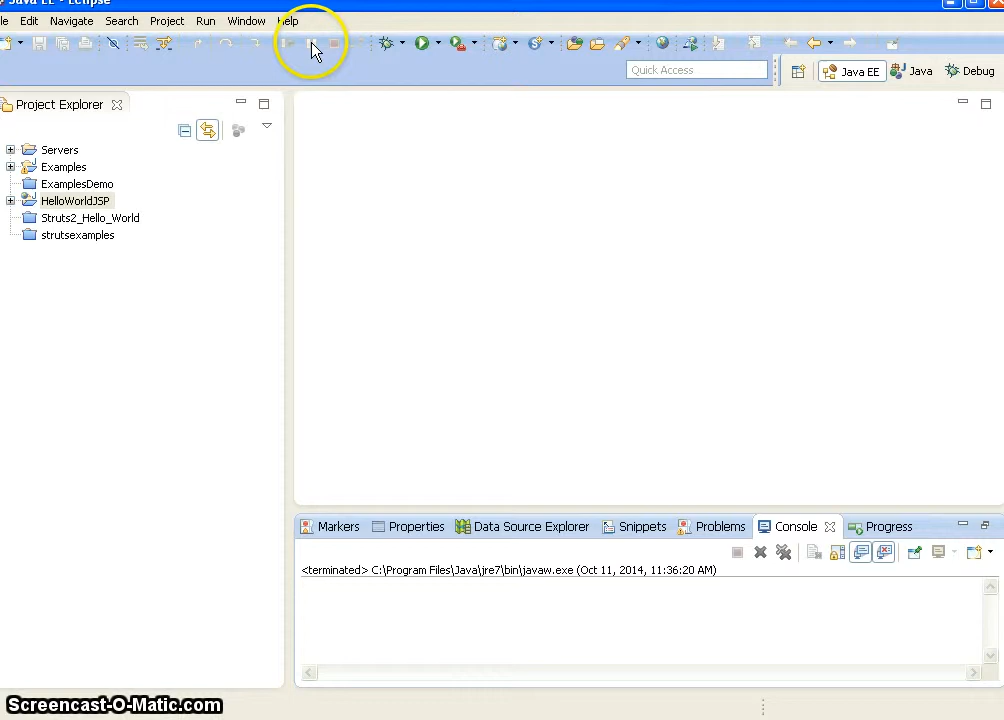 Java EE - Eclipse
le Edit Navigate Search Project Run Window Help
Quick Access
Java EE Java Debug
Project Explorer
Servers
Examples
ExamplesDemo
HelloWorldJSP
Struts2_Hello_World
strutsexamples
Markers Properties Data Source Explorer Snippets Problems Console Progress
<terminated> C:\Program Files\Java\jre7\bin\javaw.exe (Oct 11, 2014, 11:36:20 AM)
Screencast-O-Matic.com